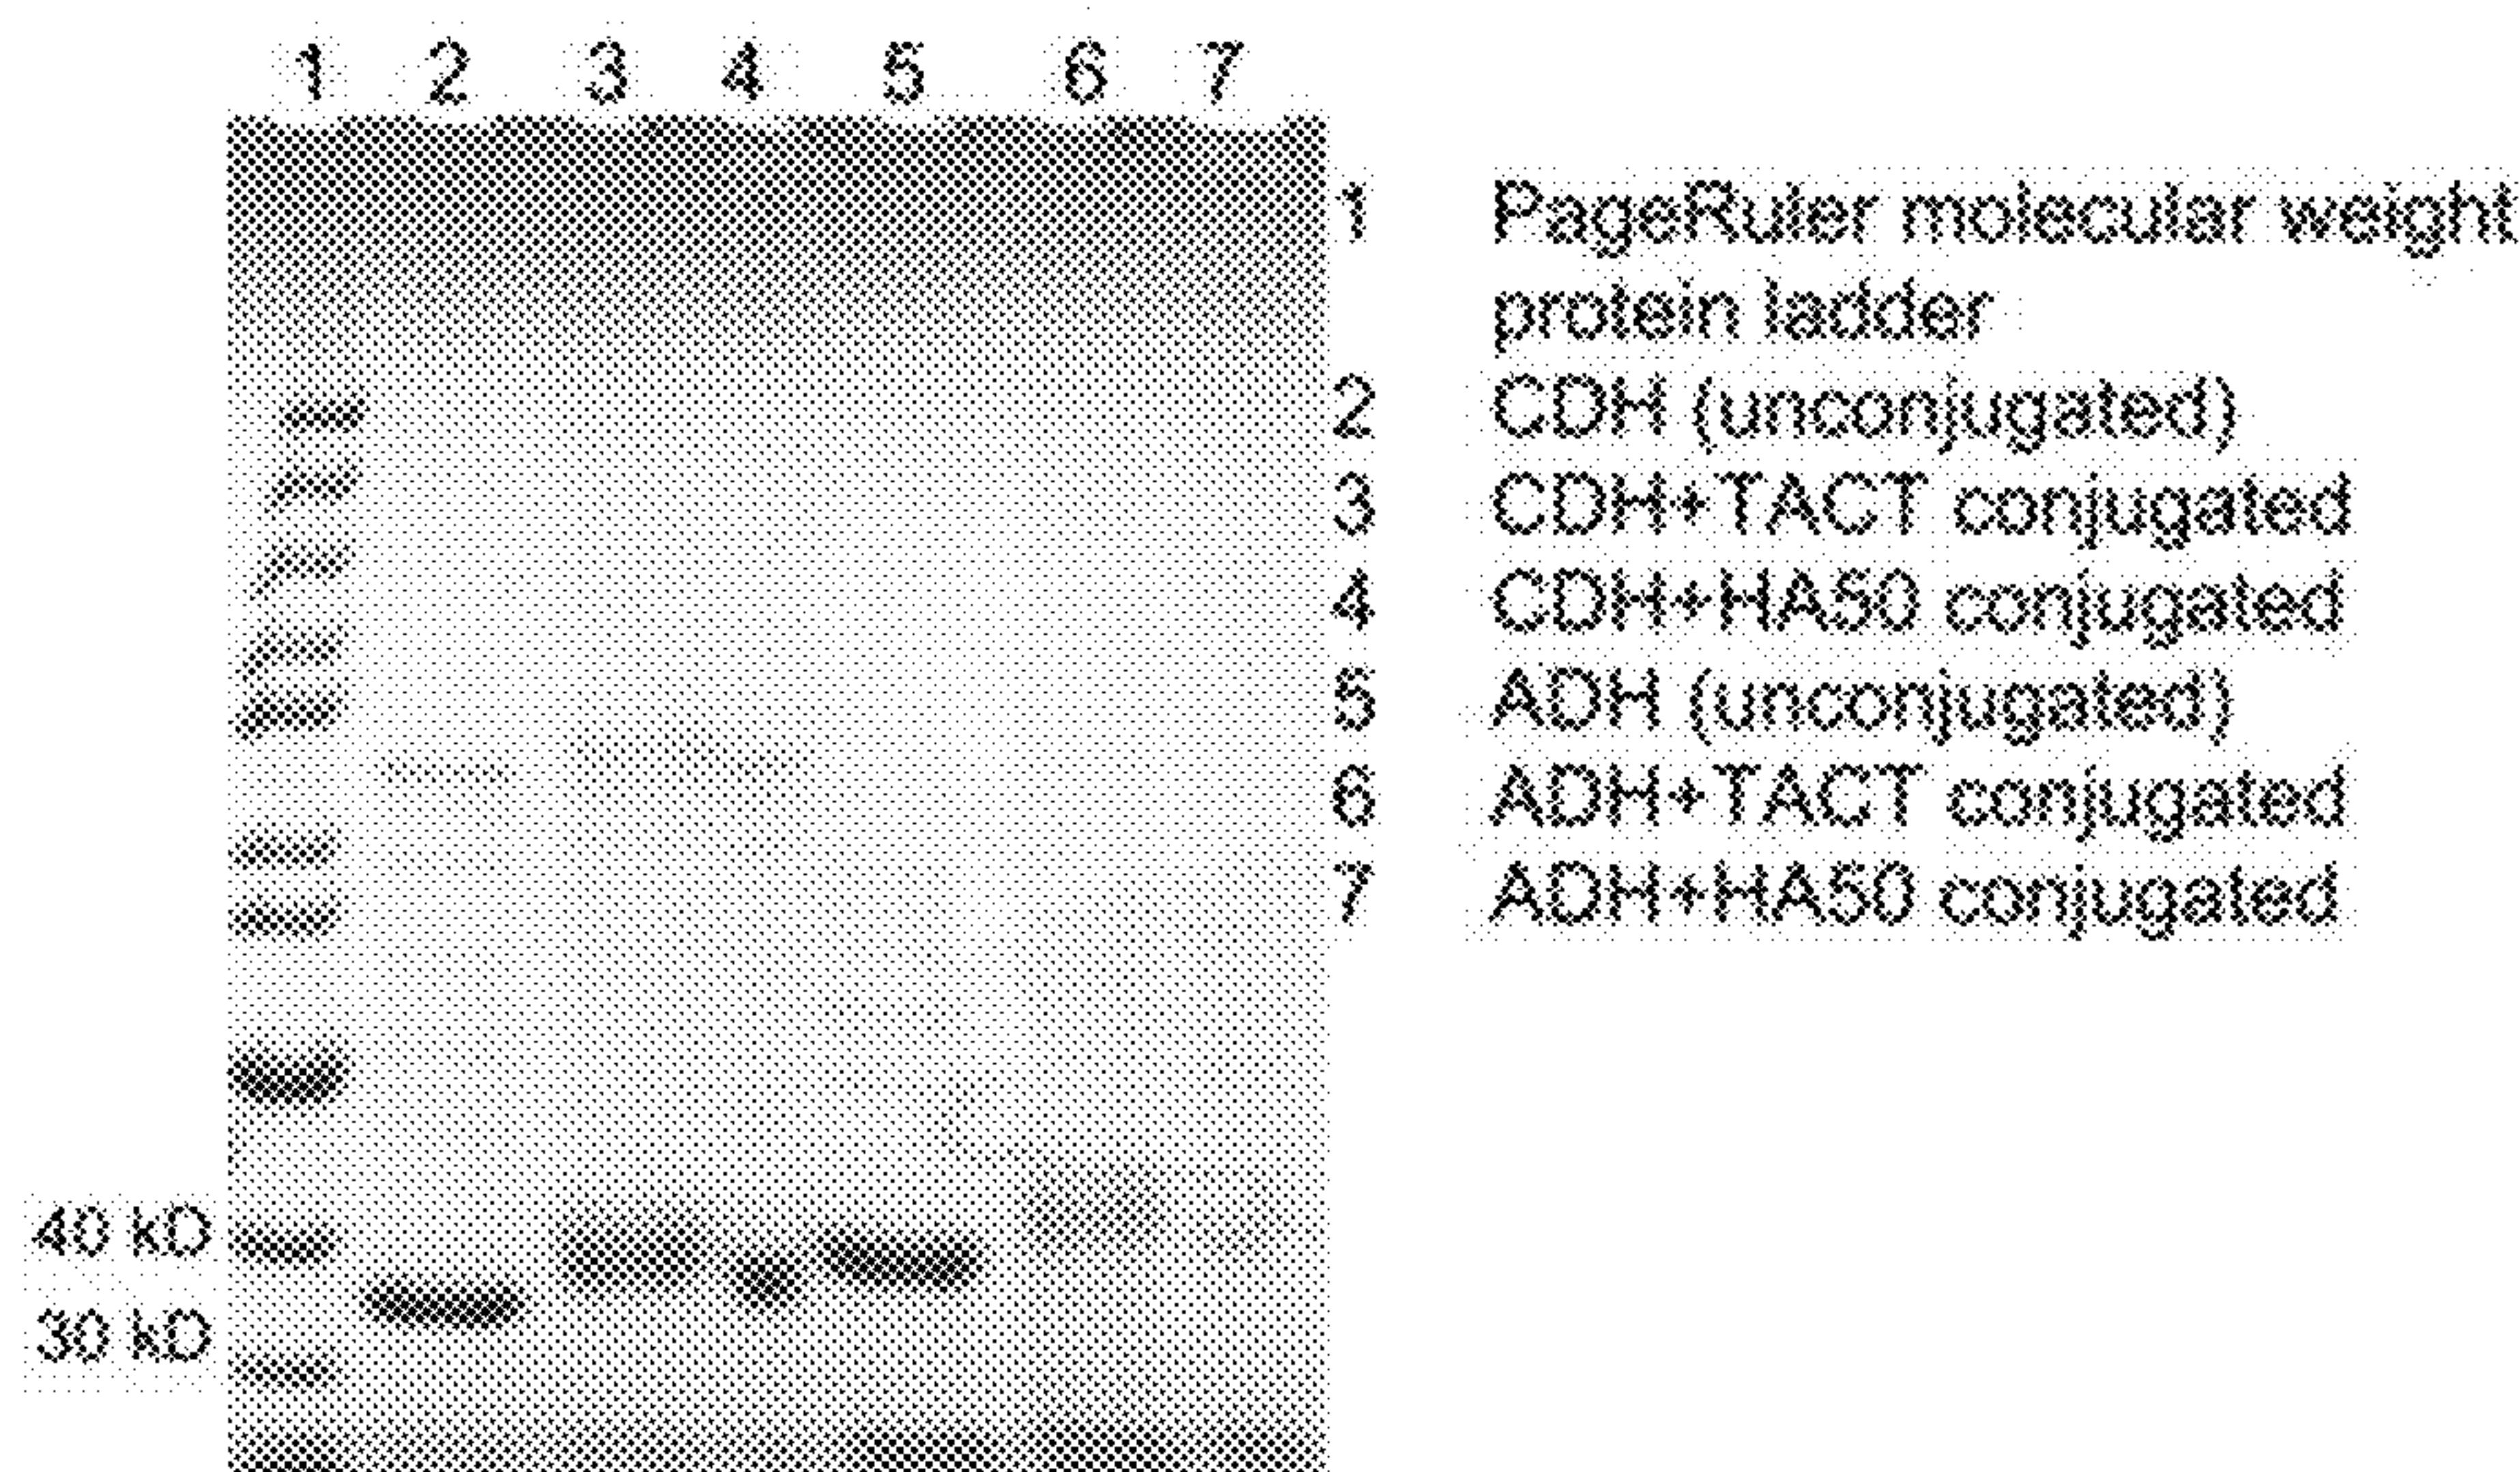 1 2 3 4 5 6 7
1 PageRuler molecular weight
protein ladder
2 CDH (unconjugated)
3 CDH+TACT conjugated
4 CDH+HA50 conjugated
5 ADH (unconjugated)
6 ADH+TACT conjugated
7 ADH+HA50 conjugated
40 kD
30 kD